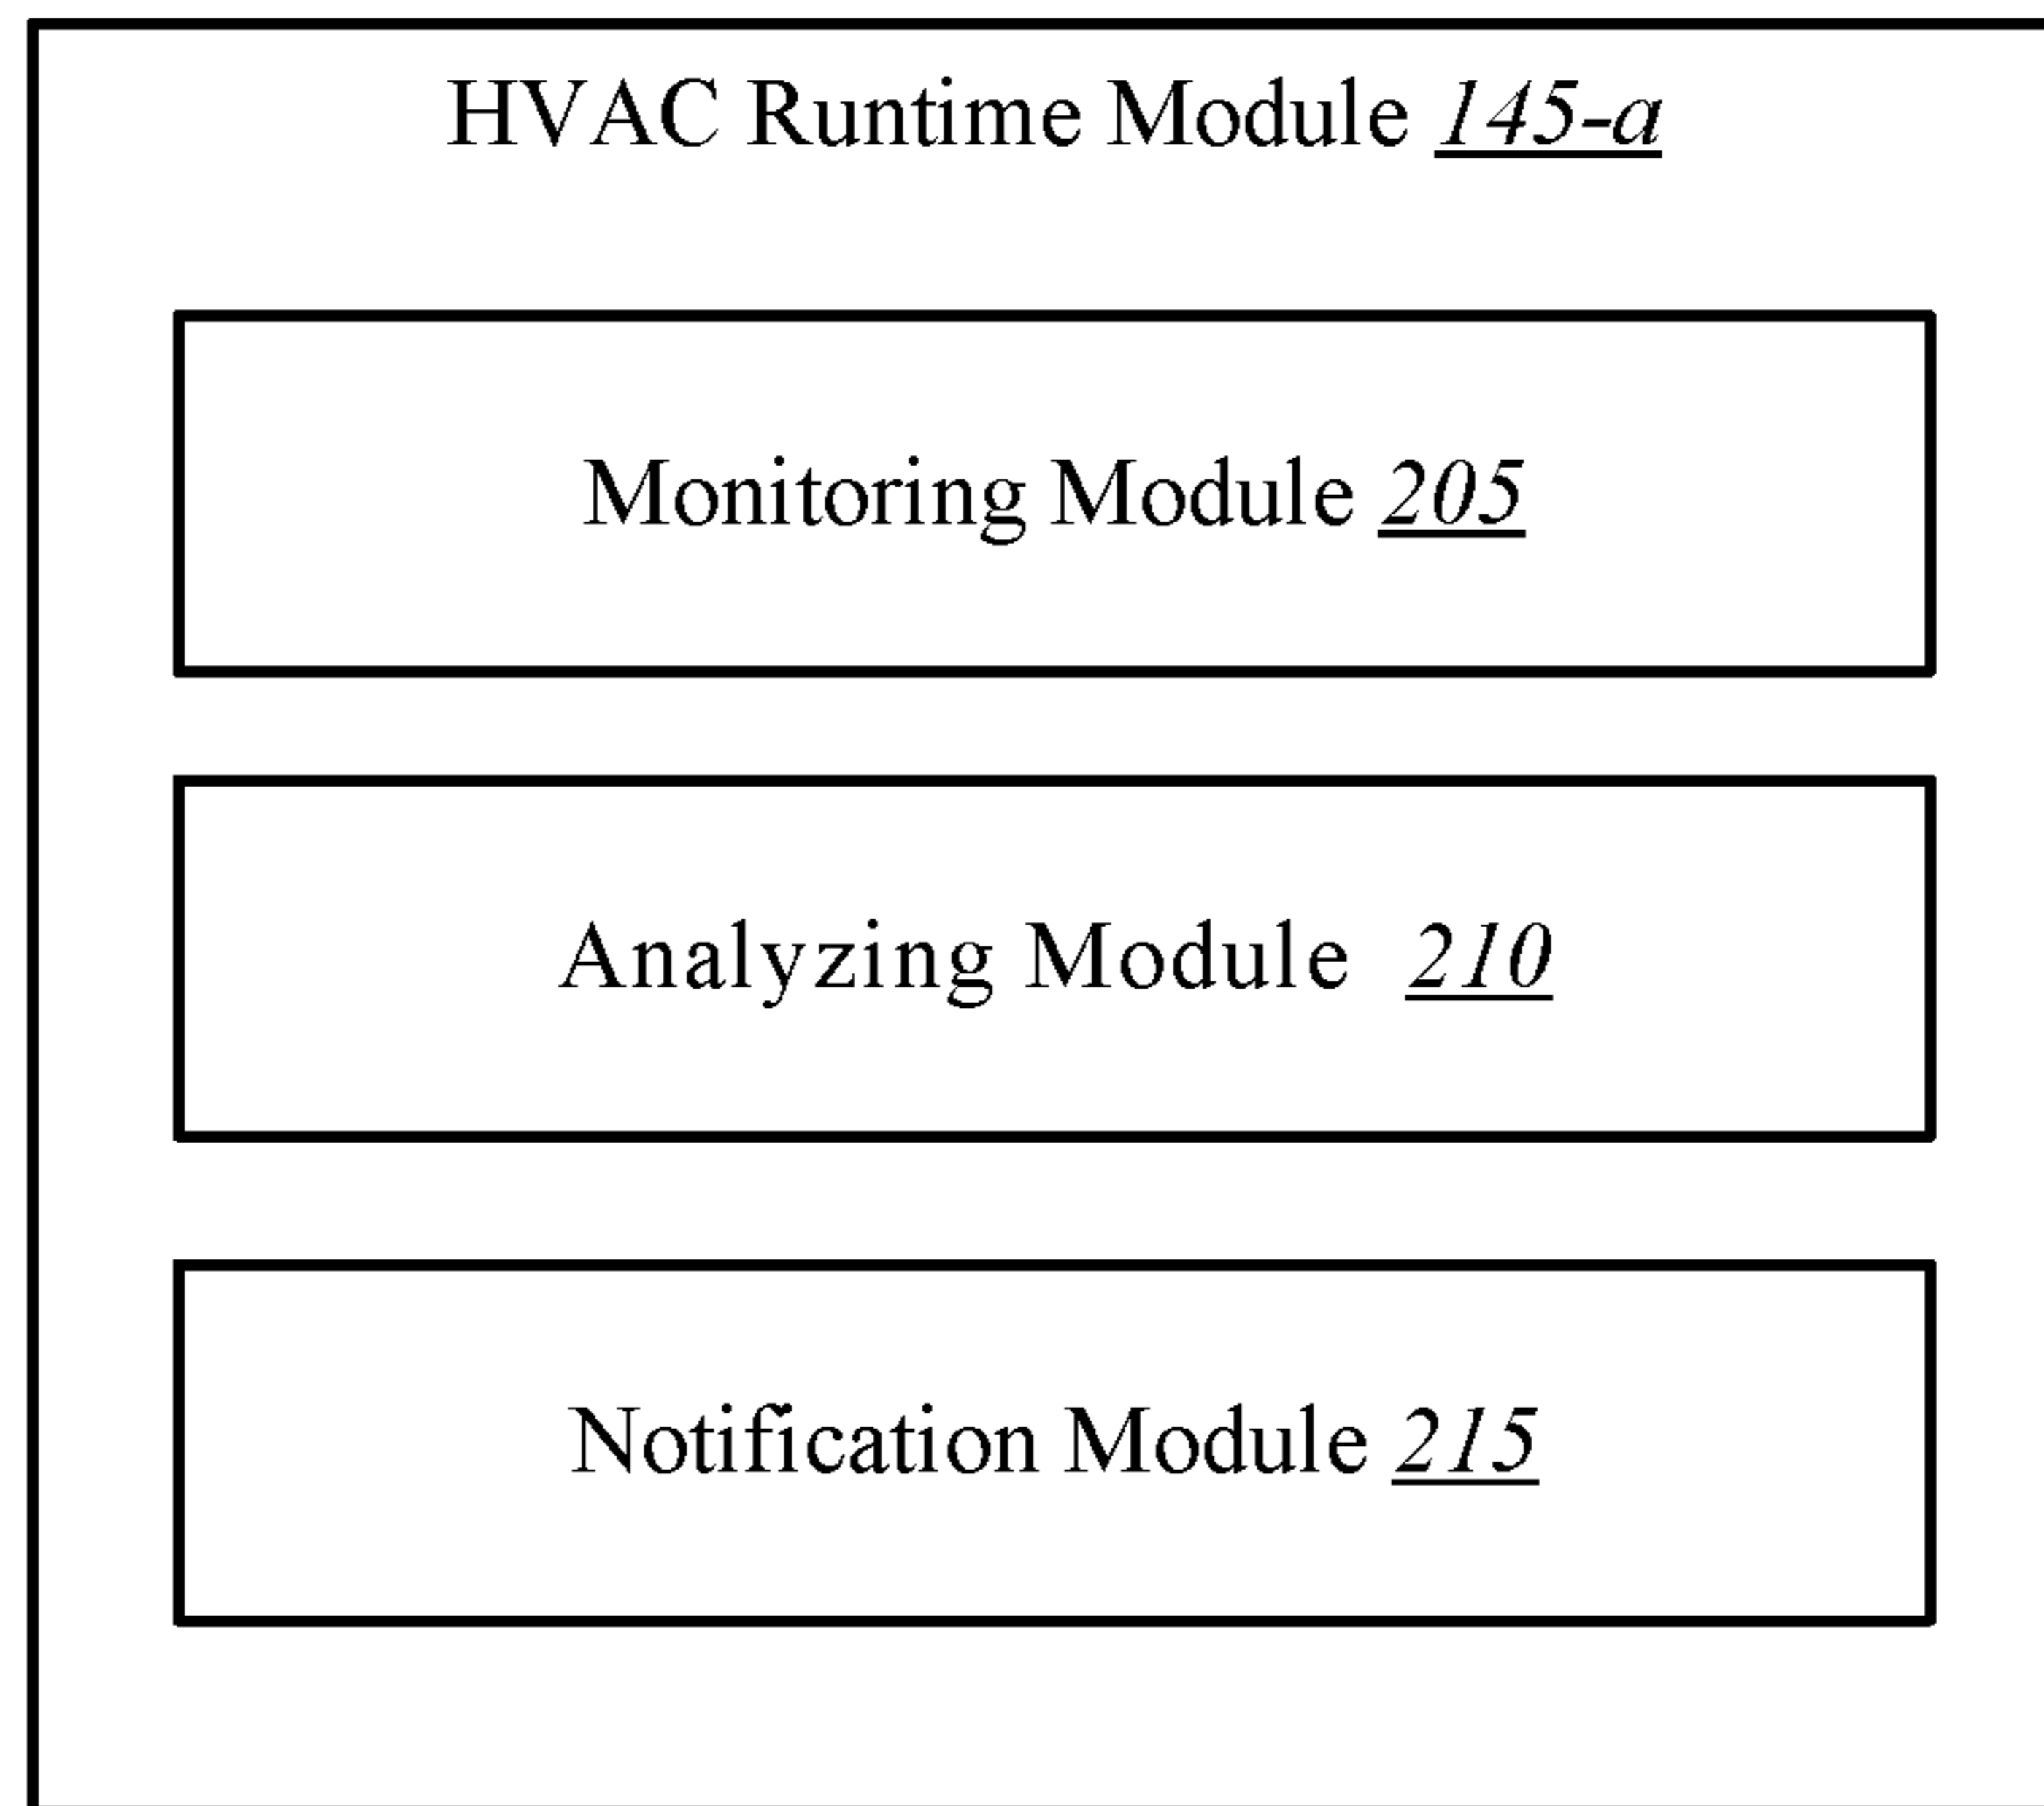 HVAC Runtime Module 145-a
Monitoring Module 205
Analyzing Module 210
Notification Module 215